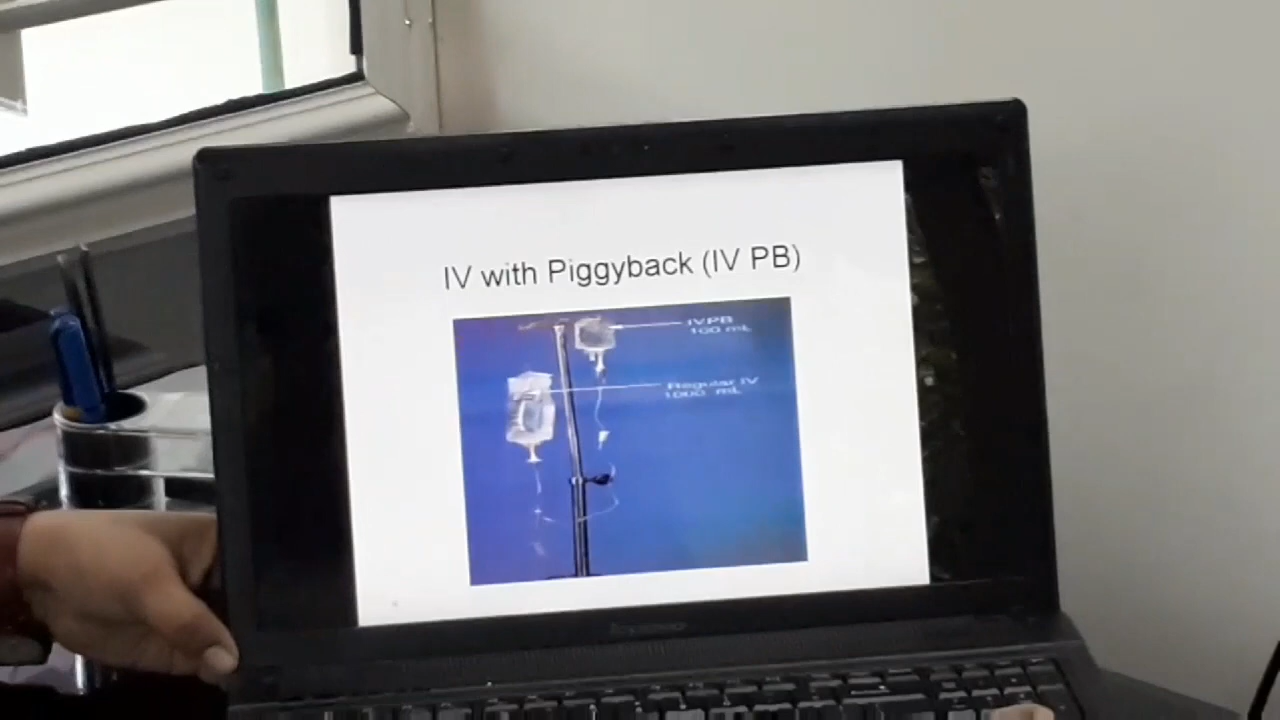 IV with Piggyback (IV PB)
IVPB
100 mL
Regular IV
1000 mL